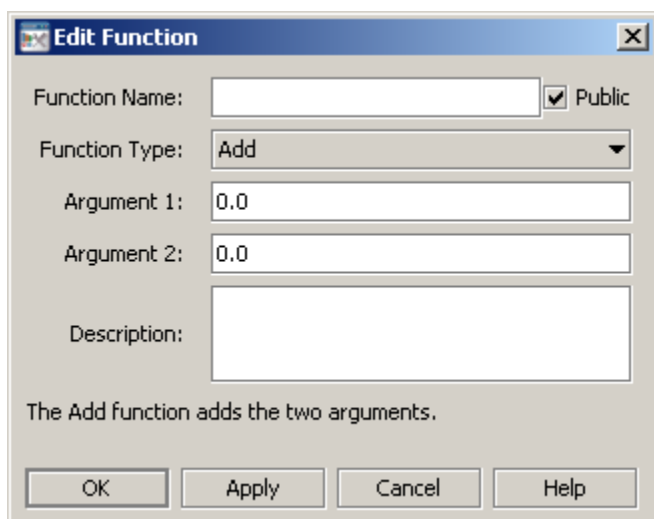 Edit Function
Function Name:
Public
Function Type: Add
Argument 1: 0.0
Argument 2: 0.0
Description:
The Add function adds the two arguments.
OK Apply Cancel Help